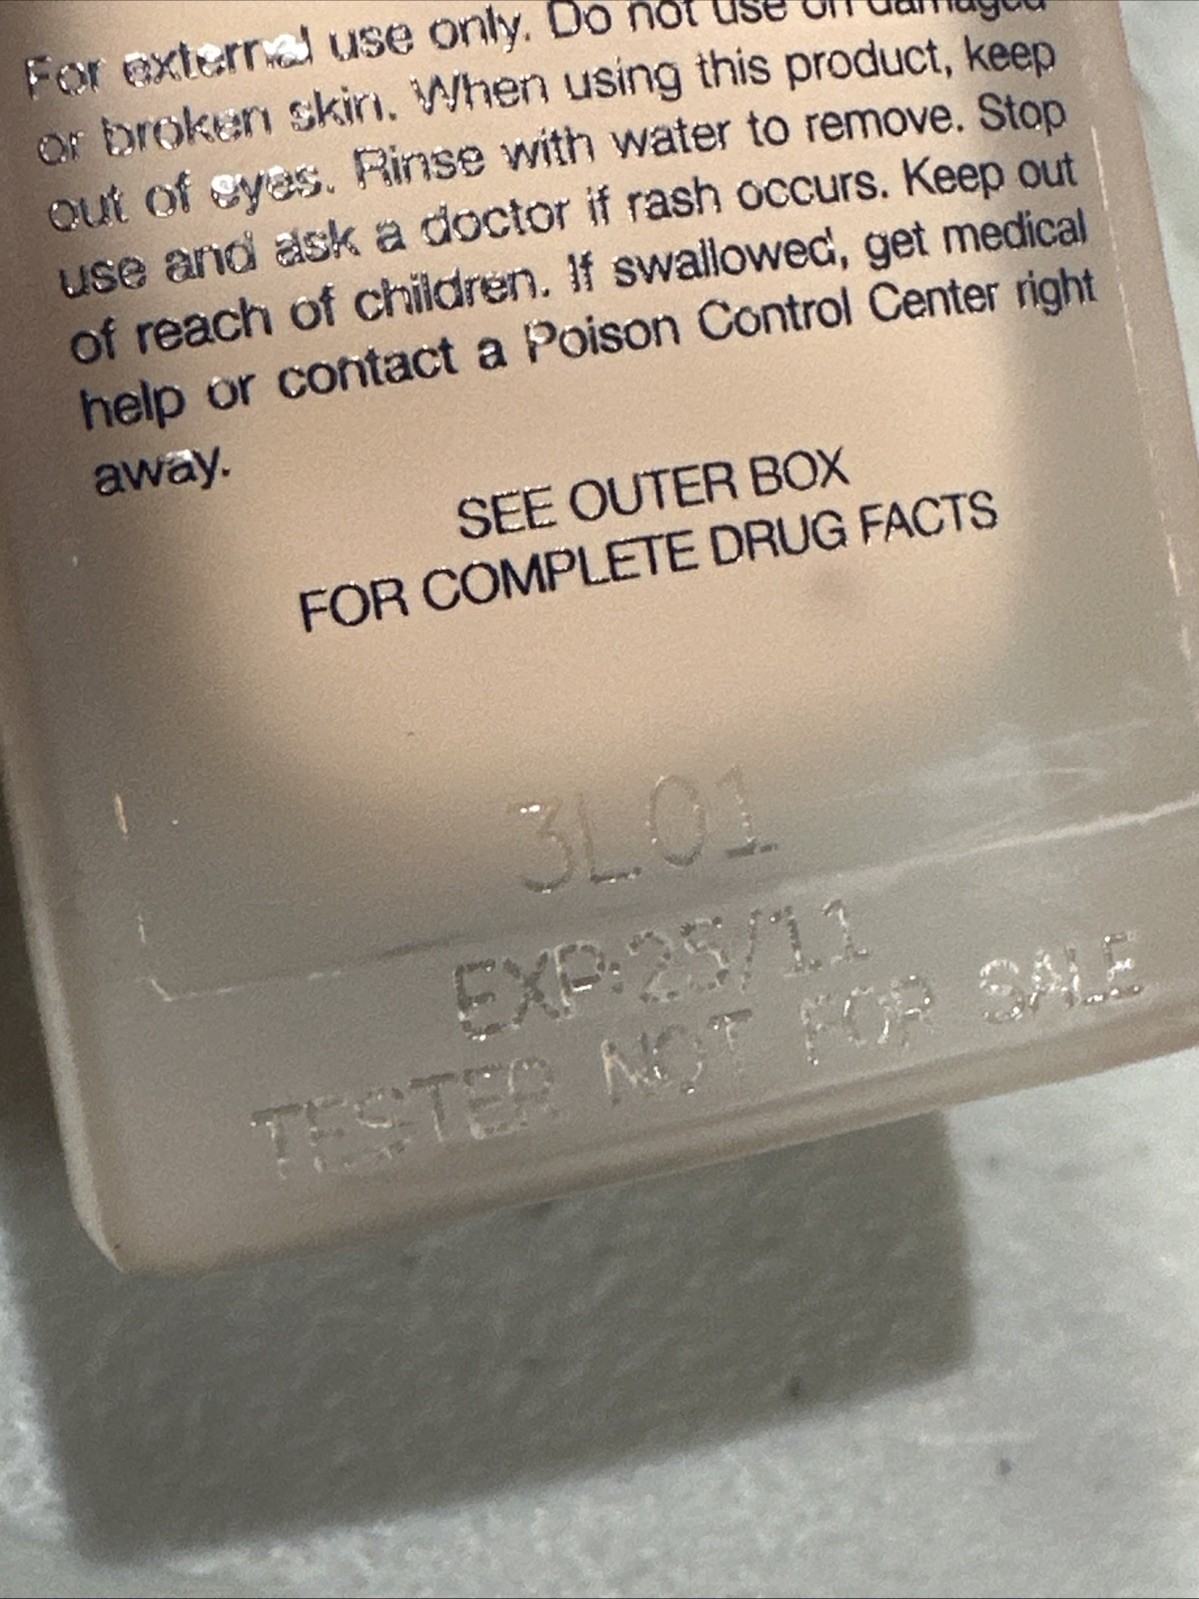 For external use only. Do not use on damaged
or broken skin. When using this product, keep
out of eyes. Rinse with water to remove. Stop
use and ask a doctor if rash occurs. Keep out
of reach of children. If swallowed, get medical
help or contact a Poison Control Center right
away.
SEE OUTER BOX
FOR COMPLETE DRUG FACTS
3L01
EXP:25/11
TESTER NOT FOR SALE